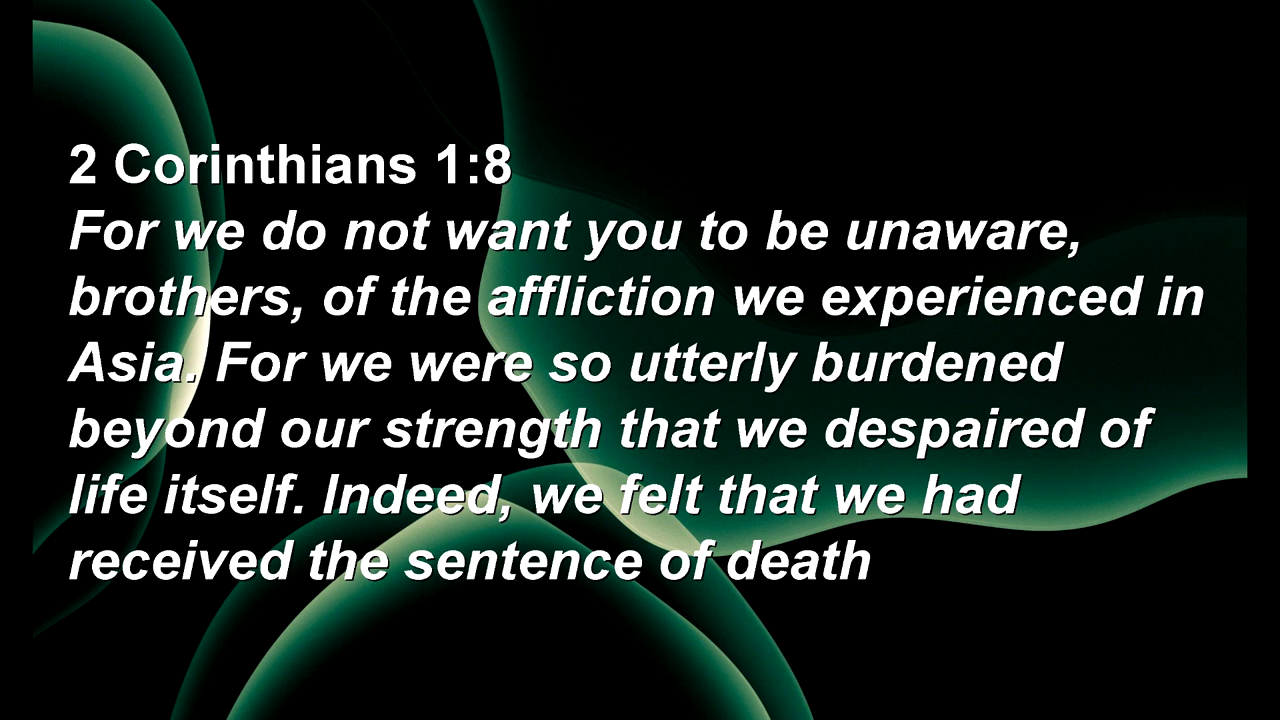 2 Corinthians 1:8
For we do not want you to be unaware,
brothers, of the affliction we experienced in
Asia. For we were so utterly burdened
beyond our strength that we despaired of
life itself. Indeed, we felt that we had
received the sentence of death